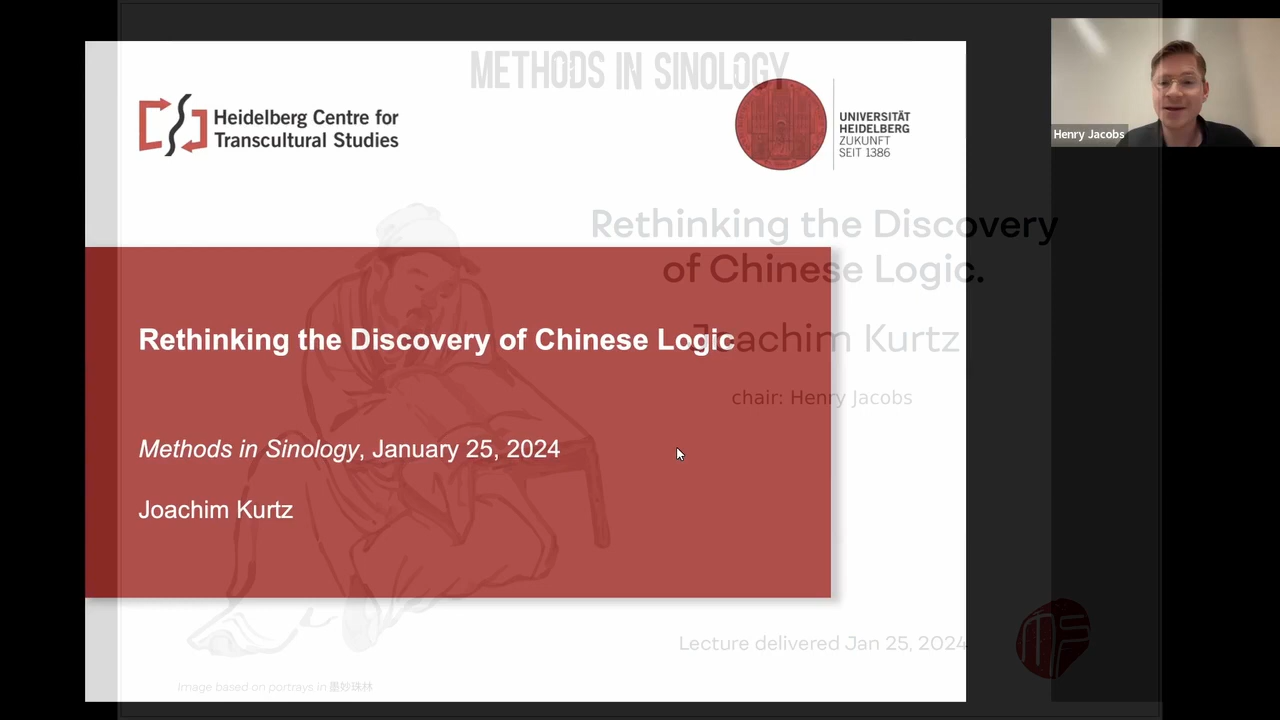 METHODS IN SINOLOGY
Heidelberg Centre for
Transcultural Studies
UNIVERSITÄT
HEIDELBERG
ZUKUNFT
SEIT 1386
Henry Jacobs
Rethinking the Discovery
of Chinese Logic.
Joachim Kurtz
chair: Henry Jacobs
Rethinking the Discovery of Chinese Logic
Methods in Sinology, January 25, 2024
Joachim Kurtz
Lecture delivered Jan 25, 2024
Image based on portrays in 墨妙珠林